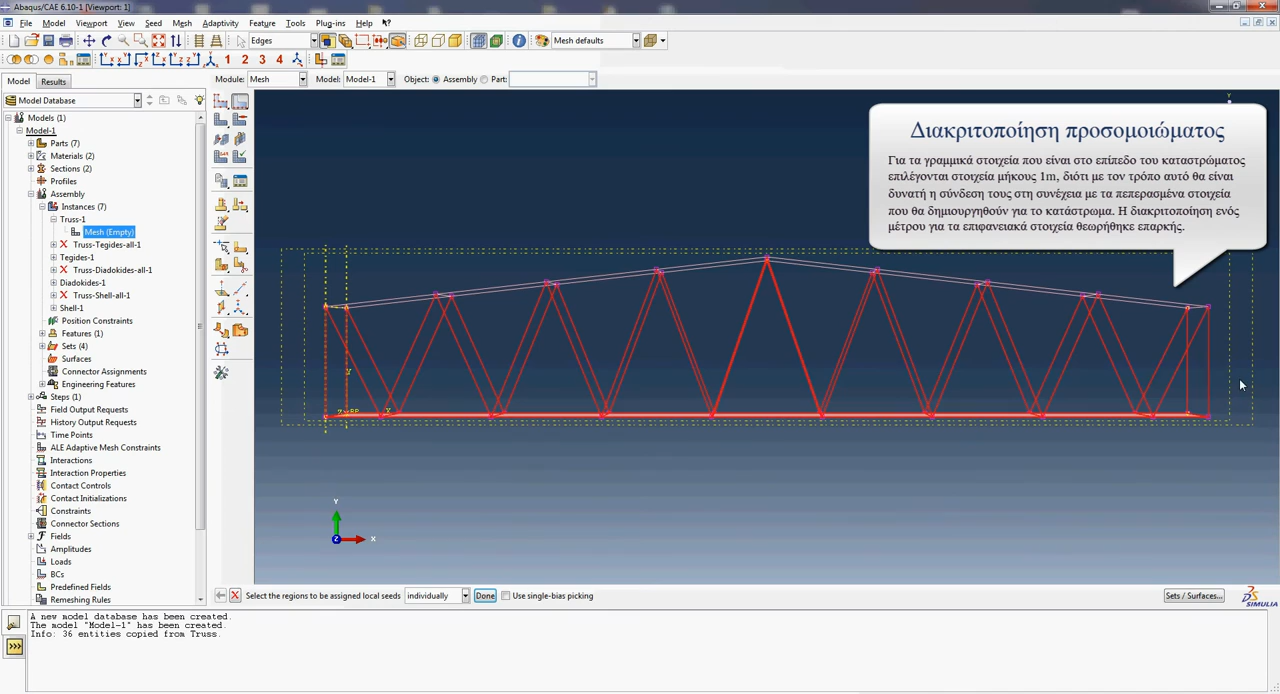 Abaqus/CAE 6.10-1 [Viewport: 1]
File Model Viewport View Seed Mesh Adaptivity Feature Tools Plug-ins Help
Edges Mesh defaults
1 2 3 4
Model Results Module: Mesh Model: Model-1 Object: Assembly Part:
Model Database
Models (1)
Model-1
Parts (7)
Materials (2)
Sections (2)
Profiles
Assembly
Instances (7)
Truss-1
Mesh (Empty)
Truss-Tegides-all-1
Tegides-1
Truss-Diadokides-all-1
Diadokides-1
Truss-Shell-all-1
Shell-1
Position Constraints
Features (1)
Sets (4)
Surfaces
Connector Assignments
Engineering Features
Steps (1)
Field Output Requests
History Output Requests
Time Points
ALE Adaptive Mesh Constraints
Interactions
Interaction Properties
Contact Controls
Contact Initializations
Constraints
Connector Sections
Fields
Amplitudes
Loads
BCs
Predefined Fields
Remeshing Rules
Διακριτοποίηση προσομοιώματος
Για τα γραμμικά στοιχεία που είναι στο επίπεδο του καταστρώματος
επιλέγονται στοιχεία μήκους 1m, διότι με τον τρόπο αυτό θα είναι
δυνατή η σύνδεση τους στη συνέχεια με τα πεπερασμένα στοιχεία
που θα δημιουργηθούν για το κατάστρωμα. Η διακριτοποίηση ενός
μέτρου για τα επιφανειακά στοιχεία θεωρήθηκε επαρκής.
Y
Y
X
Y
Z
X
Select the regions to be assigned local seeds individually Done Use single-bias picking Sets / Surfaces...
SIMULIA
A new model database has been created.
The model "Model-1" has been created.
Info: 36 entities copied from Truss.